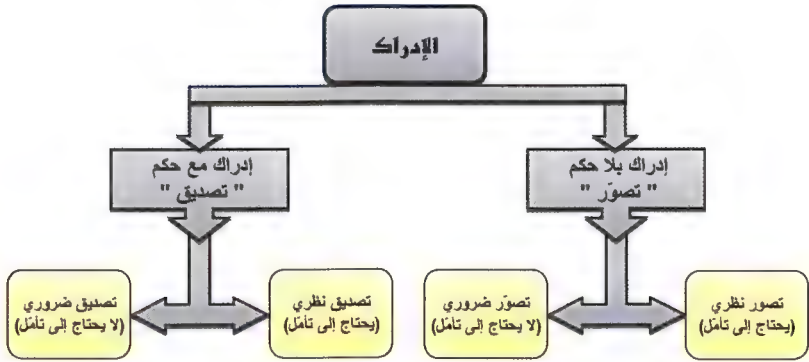 الإدراك
إدراك بلا حكم
" تصوّر "
إدراك مع حكم
" تصديق "
تصور نظري
(يحتاج إلى تأمّل)
تصوّر ضروري
(لا يحتاج إلى تأمّل)
تصديق نظري
(يحتاج إلى تأمّل)
تصديق ضروري
(لا يحتاج إلى تأمّل)